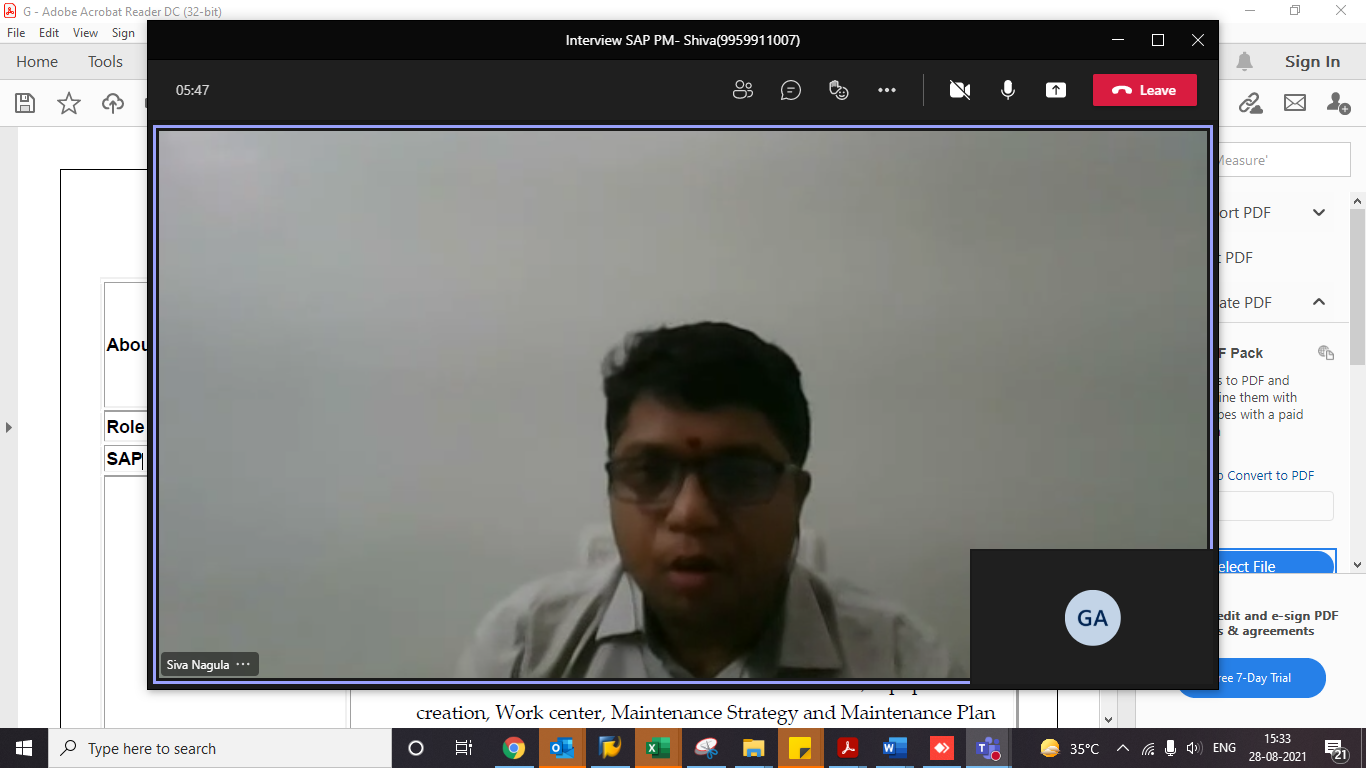 G - Adobe Acrobat Reader DC (32-bit)
File Edit View Sign
Home Tools
Sign In
Interview SAP PM- Shiva(9959911007)
05:47
Leave
Measure'
ort PDF
t PDF
ate PDF
F Pack
s to PDF and
ine them with
pes with a paid
o Convert to PDF
elect File
edit and e-sign PDF
s & agreements
ree 7-Day Trial
Abou
Role
SAP
GA
Siva Nagula ···
creation, Work center, Maintenance Strategy and Maintenance Plan
Type here to search
35°C
ENG
15:33
28-08-2021
21